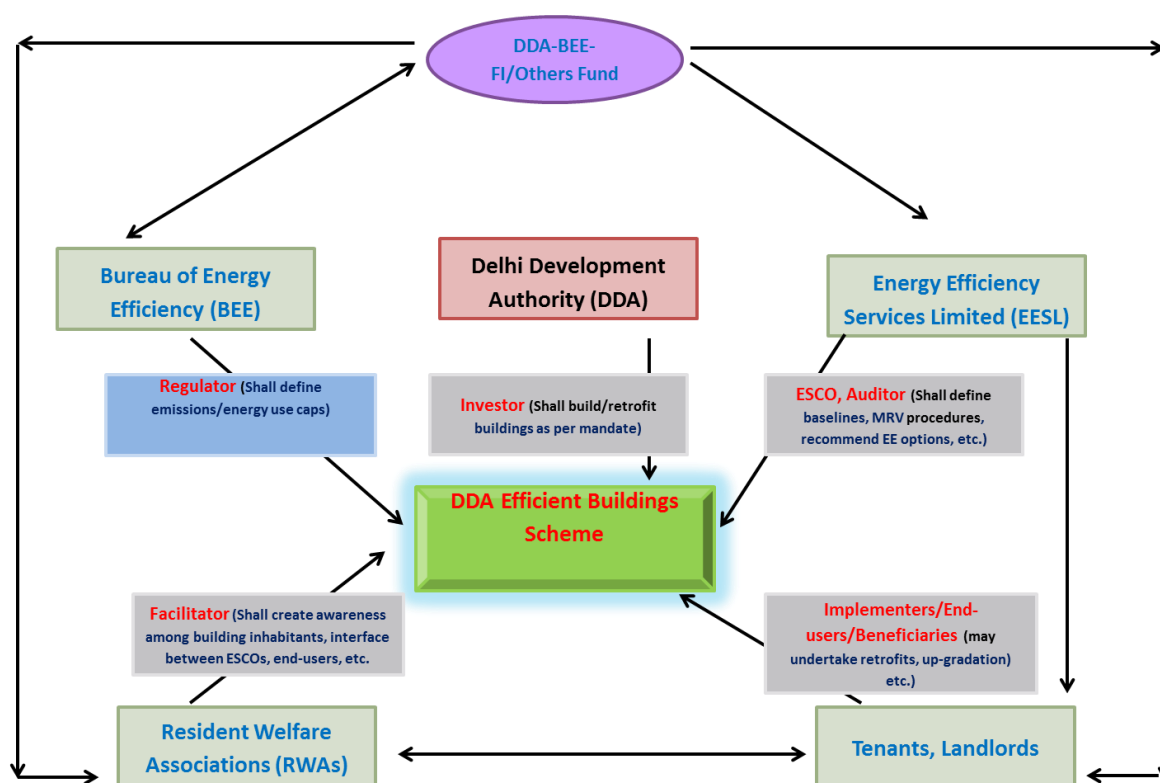 DDA-BEE-
FI/Others Fund
Bureau of Energy
Efficiency (BEE)
Delhi Development
Authority (DDA)
Energy Efficiency
Services Limited (EESL)
Regulator (Shall define
emissions/energy use caps)
Investor (Shall build/retrofit
buildings as per mandate)
ESCO, Auditor (Shall define
baselines, MRV procedures,
recommend EE options, etc.)
DDA Efficient Buildings
Scheme
Facilitator (Shall create awareness
among building inhabitants, interface
between ESCOs, end-users, etc.
Implementers/End-
users/Beneficiaries (may
undertake retrofits, up-gradation)
etc.)
Resident Welfare
Associations (RWAs)
Tenants, Landlords